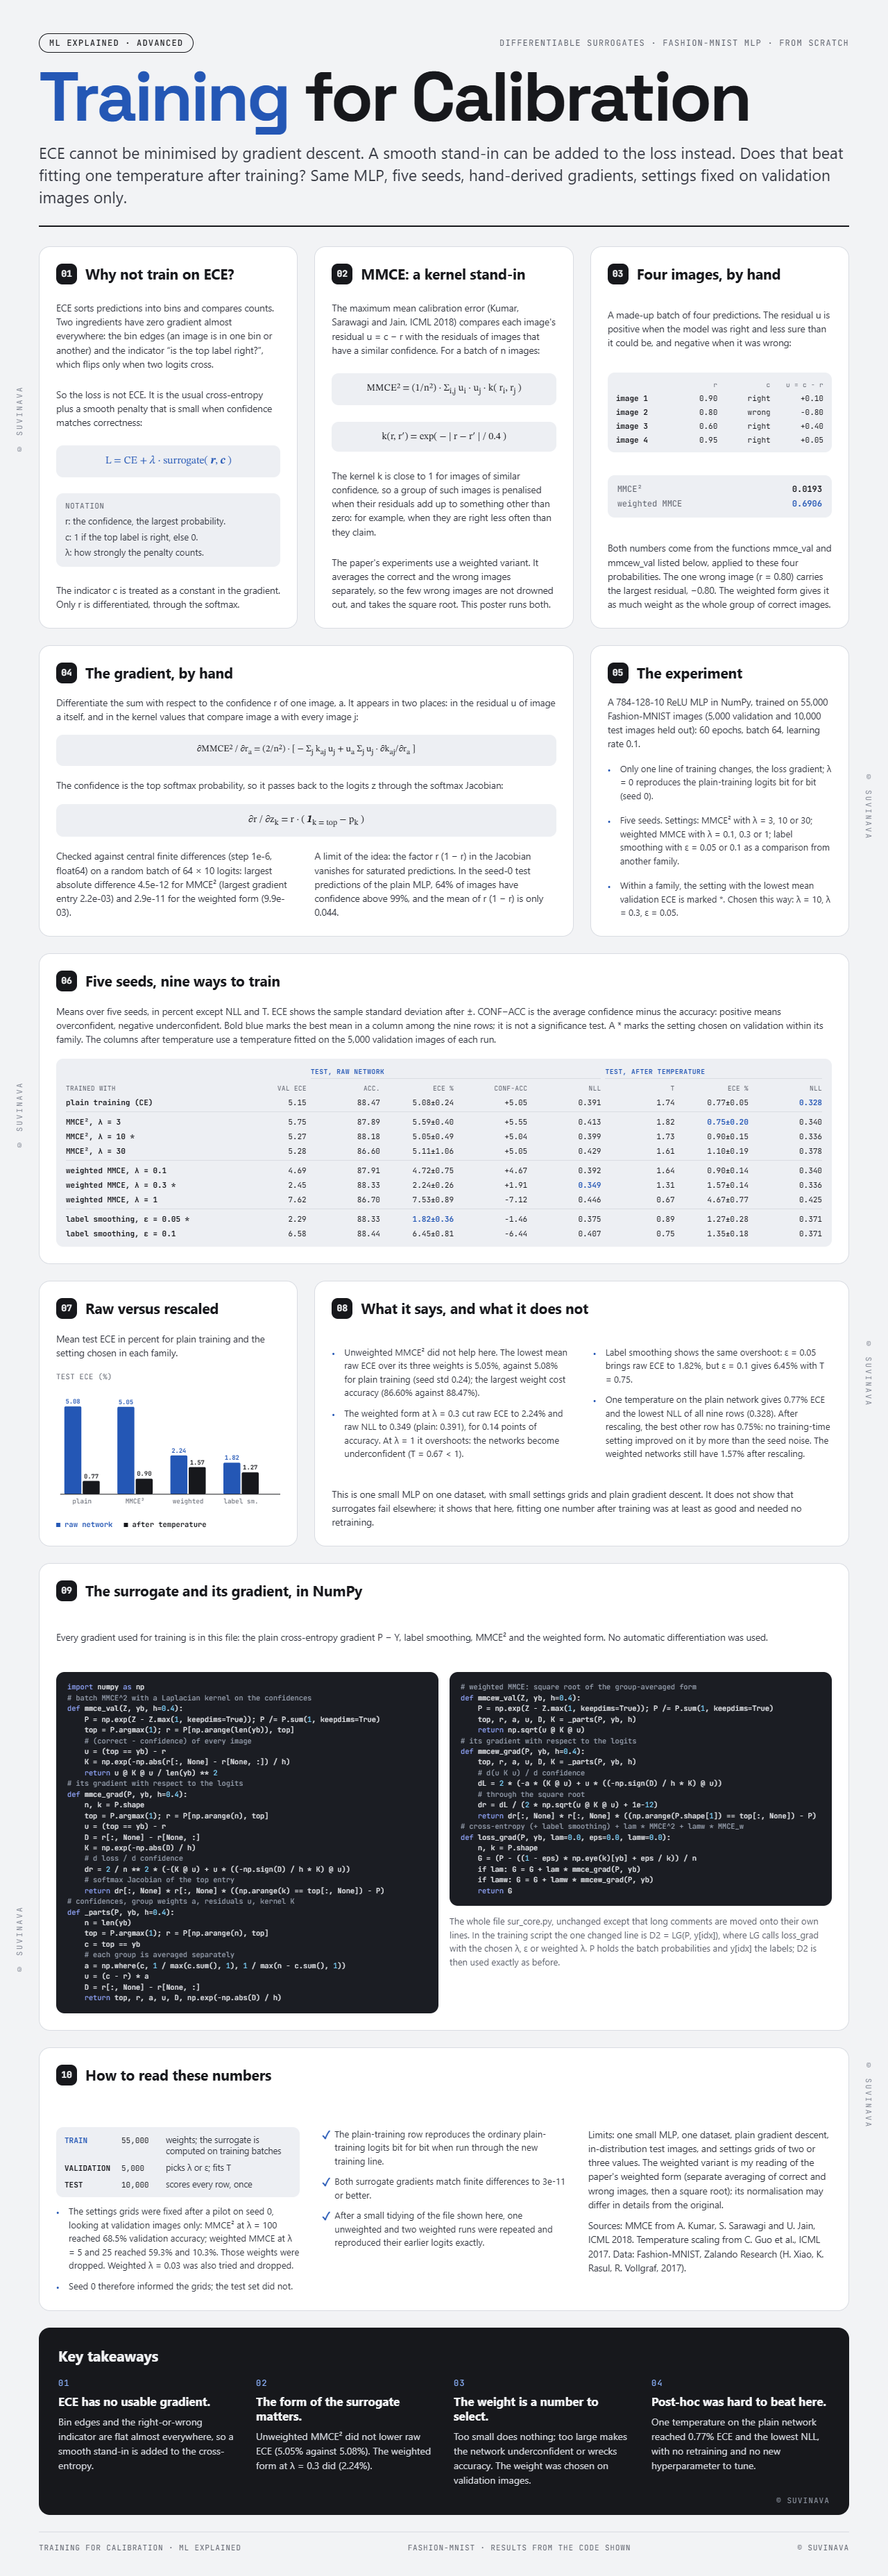 ML EXPLAINED · ADVANCED
DIFFERENTIABLE SURROGATES · FASHION-MNIST MLP · FROM SCRATCH
Training for Calibration
ECE cannot be minimised by gradient descent. A smooth stand-in can be added to the loss instead. Does that beat
fitting one temperature after training? Same MLP, five seeds, hand-derived gradients, settings fixed on validation
images only.
01 Why not train on ECE?
ECE sorts predictions into bins and compares counts.
Two ingredients have zero gradient almost
everywhere: the bin edges (an image is in one bin or
another) and the indicator "is the top label right?",
which flips only when two logits cross.
So the loss is not ECE. It is the usual cross-entropy
plus a smooth penalty that is small when confidence
matches correctness:
L = CE + λ · surrogate( r, c )
NOTATION
r: the confidence, the largest probability.
c: 1 if the top label is right, else 0.
λ: how strongly the penalty counts.
The indicator c is treated as a constant in the gradient.
Only r is differentiated, through the softmax.
02 MMCE: a kernel stand-in
The maximum mean calibration error (Kumar,
Sarawagi and Jain, ICML 2018) compares each image's
residual u = c − r with the residuals of images that
have a similar confidence. For a batch of n images:
MMCE² = (1/n²) · Σi,j ui · uj · k( ri, rj )
k(r, r′) = exp( − | r − r′ | / 0.4 )
The kernel k is close to 1 for images of similar
confidence, so a group of such images is penalised
when their residuals add up to something other than
zero: for example, when they are right less often than
they claim.
The paper's experiments use a weighted variant. It
averages the correct and the wrong images
separately, so the few wrong images are not drowned
out, and takes the square root. This poster runs both.
03 Four images, by hand
A made-up batch of four predictions. The residual u is
positive when the model was right and less sure than
it could be, and negative when it was wrong:
r c u = c - r
image 1 0.90 right +0.10
image 2 0.80 wrong -0.80
image 3 0.60 right +0.40
image 4 0.95 right +0.05
MMCE² 0.0193
weighted MMCE 0.6906
Both numbers come from the functions mmce_val and
mmcew_val listed below, applied to these four
probabilities. The one wrong image (r = 0.80) carries
the largest residual, −0.80. The weighted form gives it
as much weight as the whole group of correct images.
04 The gradient, by hand
Differentiate the sum with respect to the confidence r of one image, a. It appears in two places: in the residual u of image
a itself, and in the kernel values that compare image a with every image j:
∂MMCE² / ∂ra = (2/n²) · [ − Σj kaj uj + ua Σj uj · ∂kaj/∂ra ]
The confidence is the top softmax probability, so it passes back to the logits z through the softmax Jacobian:
∂r / ∂zk = r · ( 1k = top − pk )
Checked against central finite differences (step 1e-6,
float64) on a random batch of 64 × 10 logits: largest
absolute difference 4.5e-12 for MMCE² (largest gradient
entry 2.2e-03) and 2.9e-11 for the weighted form (9.9e-
03).
A limit of the idea: the factor r (1 − r) in the Jacobian
vanishes for saturated predictions. In the seed-0 test
predictions of the plain MLP, 64% of images have
confidence above 99%, and the mean of r (1 − r) is only
0.044.
05 The experiment
A 784-128-10 ReLU MLP in NumPy, trained on 55,000
Fashion-MNIST images (5,000 validation and 10,000
test images held out): 60 epochs, batch 64, learning
rate 0.1.
• Only one line of training changes, the loss gradient; λ
= 0 reproduces the plain-training logits bit for bit
(seed 0).
• Five seeds. Settings: MMCE² with λ = 3, 10 or 30;
weighted MMCE with λ = 0.1, 0.3 or 1; label
smoothing with ε = 0.05 or 0.1 as a comparison from
another family.
• Within a family, the setting with the lowest mean
validation ECE is marked *. Chosen this way: λ = 10, λ
= 0.3, ε = 0.05.
06 Five seeds, nine ways to train
Means over five seeds, in percent except NLL and T. ECE shows the sample standard deviation after ±. CONF−ACC is the average confidence minus the accuracy: positive means
overconfident, negative underconfident. Bold blue marks the best mean in a column among the nine rows; it is not a significance test. A * marks the setting chosen on validation within its
family. The columns after temperature use a temperature fitted on the 5,000 validation images of each run.
TEST, RAW NETWORK TEST, AFTER TEMPERATURE
TRAINED WITH VAL ECE ACC. ECE % CONF-ACC NLL T ECE % NLL
plain training (CE) 5.15 88.47 5.08±0.24 +5.05 0.391 1.74 0.77±0.05 0.328
MMCE², λ = 3 5.75 87.89 5.59±0.40 +5.55 0.413 1.82 0.75±0.20 0.340
MMCE², λ = 10 * 5.27 88.18 5.05±0.49 +5.04 0.399 1.73 0.90±0.15 0.336
MMCE², λ = 30 5.28 86.60 5.11±1.06 +5.05 0.429 1.61 1.10±0.19 0.378
weighted MMCE, λ = 0.1 4.69 87.91 4.72±0.75 +4.67 0.392 1.64 0.90±0.14 0.340
weighted MMCE, λ = 0.3 * 2.45 88.33 2.24±0.26 +1.91 0.349 1.31 1.57±0.14 0.336
weighted MMCE, λ = 1 7.62 86.70 7.53±0.89 -7.12 0.446 0.67 4.67±0.77 0.425
label smoothing, ε = 0.05 * 2.29 88.33 1.82±0.36 -1.46 0.375 0.89 1.27±0.28 0.371
label smoothing, ε = 0.1 6.58 88.44 6.45±0.81 -6.44 0.407 0.75 1.35±0.18 0.371
07 Raw versus rescaled
Mean test ECE in percent for plain training and the
setting chosen in each family.
TEST ECE (%)
5.08 0.77 5.05 0.90 2.24 1.57 1.82 1.27
plain MMCE² weighted label sm.
■ raw network ■ after temperature
08 What it says, and what it does not
• Unweighted MMCE² did not help here. The lowest mean
raw ECE over its three weights is 5.05%, against 5.08%
for plain training (seed std 0.24); the largest weight cost
accuracy (86.60% against 88.47%).
• The weighted form at λ = 0.3 cut raw ECE to 2.24% and
raw NLL to 0.349 (plain: 0.391), for 0.14 points of
accuracy. At λ = 1 it overshoots: the networks become
underconfident (T = 0.67 < 1).
• Label smoothing shows the same overshoot: ε = 0.05
brings raw ECE to 1.82%, but ε = 0.1 gives 6.45% with T
= 0.75.
• One temperature on the plain network gives 0.77% ECE
and the lowest NLL of all nine rows (0.328). After
rescaling, the best other row has 0.75%: no training-time
setting improved on it by more than the seed noise. The
weighted networks still have 1.57% after rescaling.
This is one small MLP on one dataset, with small settings grids and plain gradient descent. It does not show that
surrogates fail elsewhere; it shows that here, fitting one number after training was at least as good and needed no
retraining.
09 The surrogate and its gradient, in NumPy
Every gradient used for training is in this file: the plain cross-entropy gradient P − Y, label smoothing, MMCE² and the weighted form. No automatic differentiation was used.
import numpy as np
# batch MMCE^2 with a Laplacian kernel on the confidences
def mmce_val(Z, yb, h=0.4):
P = np.exp(Z - Z.max(1, keepdims=True)); P /= P.sum(1, keepdims=True)
top = P.argmax(1); r = P[np.arange(len(yb)), top]
# (correct - confidence) of every image
u = (top == yb) - r
K = np.exp(-np.abs(r[:, None] - r[None, :]) / h)
return u @ K @ u / len(yb) ** 2
# its gradient with respect to the logits
def mmce_grad(P, yb, h=0.4):
n, k = P.shape
top = P.argmax(1); r = P[np.arange(n), top]
u = (top == yb) - r
D = r[:, None] - r[None, :]
K = np.exp(-np.abs(D) / h)
# d loss / d confidence
dr = 2 / n ** 2 * (-(K @ u) + u * ((-np.sign(D) / h * K) @ u))
# softmax Jacobian of the top entry
return dr[:, None] * r[:, None] * ((np.arange(k) == top[:, None]) - P)
# confidences, group weights a, residuals u, kernel K
def _parts(P, yb, h=0.4):
n = len(yb)
top = P.argmax(1); r = P[np.arange(n), top]
c = top == yb
# each group is averaged separately
a = np.where(c, 1 / max(c.sum(), 1), 1 / max(n - c.sum(), 1))
u = (c - r) * a
D = r[:, None] - r[None, :]
return top, r, a, u, D, np.exp(-np.abs(D) / h)
# weighted MMCE: square root of the group-averaged form
def mmcew_val(Z, yb, h=0.4):
P = np.exp(Z - Z.max(1, keepdims=True)); P /= P.sum(1, keepdims=True)
top, r, a, u, D, K = _parts(P, yb, h)
return np.sqrt(u @ K @ u)
# its gradient with respect to the logits
def mmcew_grad(P, yb, h=0.4):
top, r, a, u, D, K = _parts(P, yb, h)
# d(u K u) / d confidence
dL = 2 * (-a * (K @ u) + u * ((-np.sign(D) / h * K) @ u))
# through the square root
dr = dL / (2 * np.sqrt(u @ K @ u) + 1e-12)
return dr[:, None] * r[:, None] * ((np.arange(P.shape[1]) == top[:, None]) - P)
# cross-entropy (+ label smoothing) + lam * MMCE^2 + lamw * MMCE_w
def loss_grad(P, yb, lam=0.0, eps=0.0, lamw=0.0):
n, k = P.shape
G = (P - ((1 - eps) * np.eye(k)[yb] + eps / k)) / n
if lam: G = G + lam * mmce_grad(P, yb)
if lamw: G = G + lamw * mmcew_grad(P, yb)
return G
The whole file sur_core.py, unchanged except that long comments are moved onto their own
lines. In the training script the one changed line is D2 = LG(P, y[idx]), where LG calls loss_grad
with the chosen λ, ε or weighted λ. P holds the batch probabilities and y[idx] the labels; D2 is
then used exactly as before.
10 How to read these numbers
TRAIN 55,000 weights; the surrogate is
computed on training batches
VALIDATION 5,000 picks λ or ε; fits T
TEST 10,000 scores every row, once
• The settings grids were fixed after a pilot on seed 0,
looking at validation images only: MMCE² at λ = 100
reached 68.5% validation accuracy; weighted MMCE at λ
= 5 and 25 reached 59.3% and 10.3%. Those weights were
dropped. Weighted λ = 0.03 was also tried and dropped.
• Seed 0 therefore informed the grids; the test set did not.
✓ The plain-training row reproduces the ordinary plain-
training logits bit for bit when run through the new
training line.
✓ Both surrogate gradients match finite differences to 3e-11
or better.
✓ After a small tidying of the file shown here, one
unweighted and two weighted runs were repeated and
reproduced their earlier logits exactly.
Limits: one small MLP, one dataset, plain gradient descent,
in-distribution test images, and settings grids of two or
three values. The weighted variant is my reading of the
paper's weighted form (separate averaging of correct and
wrong images, then a square root); its normalisation may
differ in details from the original.
Sources: MMCE from A. Kumar, S. Sarawagi and U. Jain,
ICML 2018. Temperature scaling from C. Guo et al., ICML
2017. Data: Fashion-MNIST, Zalando Research (H. Xiao, K.
Rasul, R. Vollgraf, 2017).
Key takeaways
01
ECE has no usable gradient.
Bin edges and the right-or-wrong
indicator are flat almost everywhere, so a
smooth stand-in is added to the cross-
entropy.
02
The form of the surrogate
matters.
Unweighted MMCE² did not lower raw
ECE (5.05% against 5.08%). The weighted
form at λ = 0.3 did (2.24%).
03
The weight is a number to
select.
Too small does nothing; too large makes
the network underconfident or wrecks
accuracy. The weight was chosen on
validation images.
04
Post-hoc was hard to beat here.
One temperature on the plain network
reached 0.77% ECE and the lowest NLL,
with no retraining and no new
hyperparameter to tune.
© SUVINAVA
TRAINING FOR CALIBRATION · ML EXPLAINED
FASHION-MNIST · RESULTS FROM THE CODE SHOWN
© SUVINAVA
© SUVINAVA
© SUVINAVA
© SUVINAVA
© SUVINAVA
© SUVINAVA
© SUVINAVA